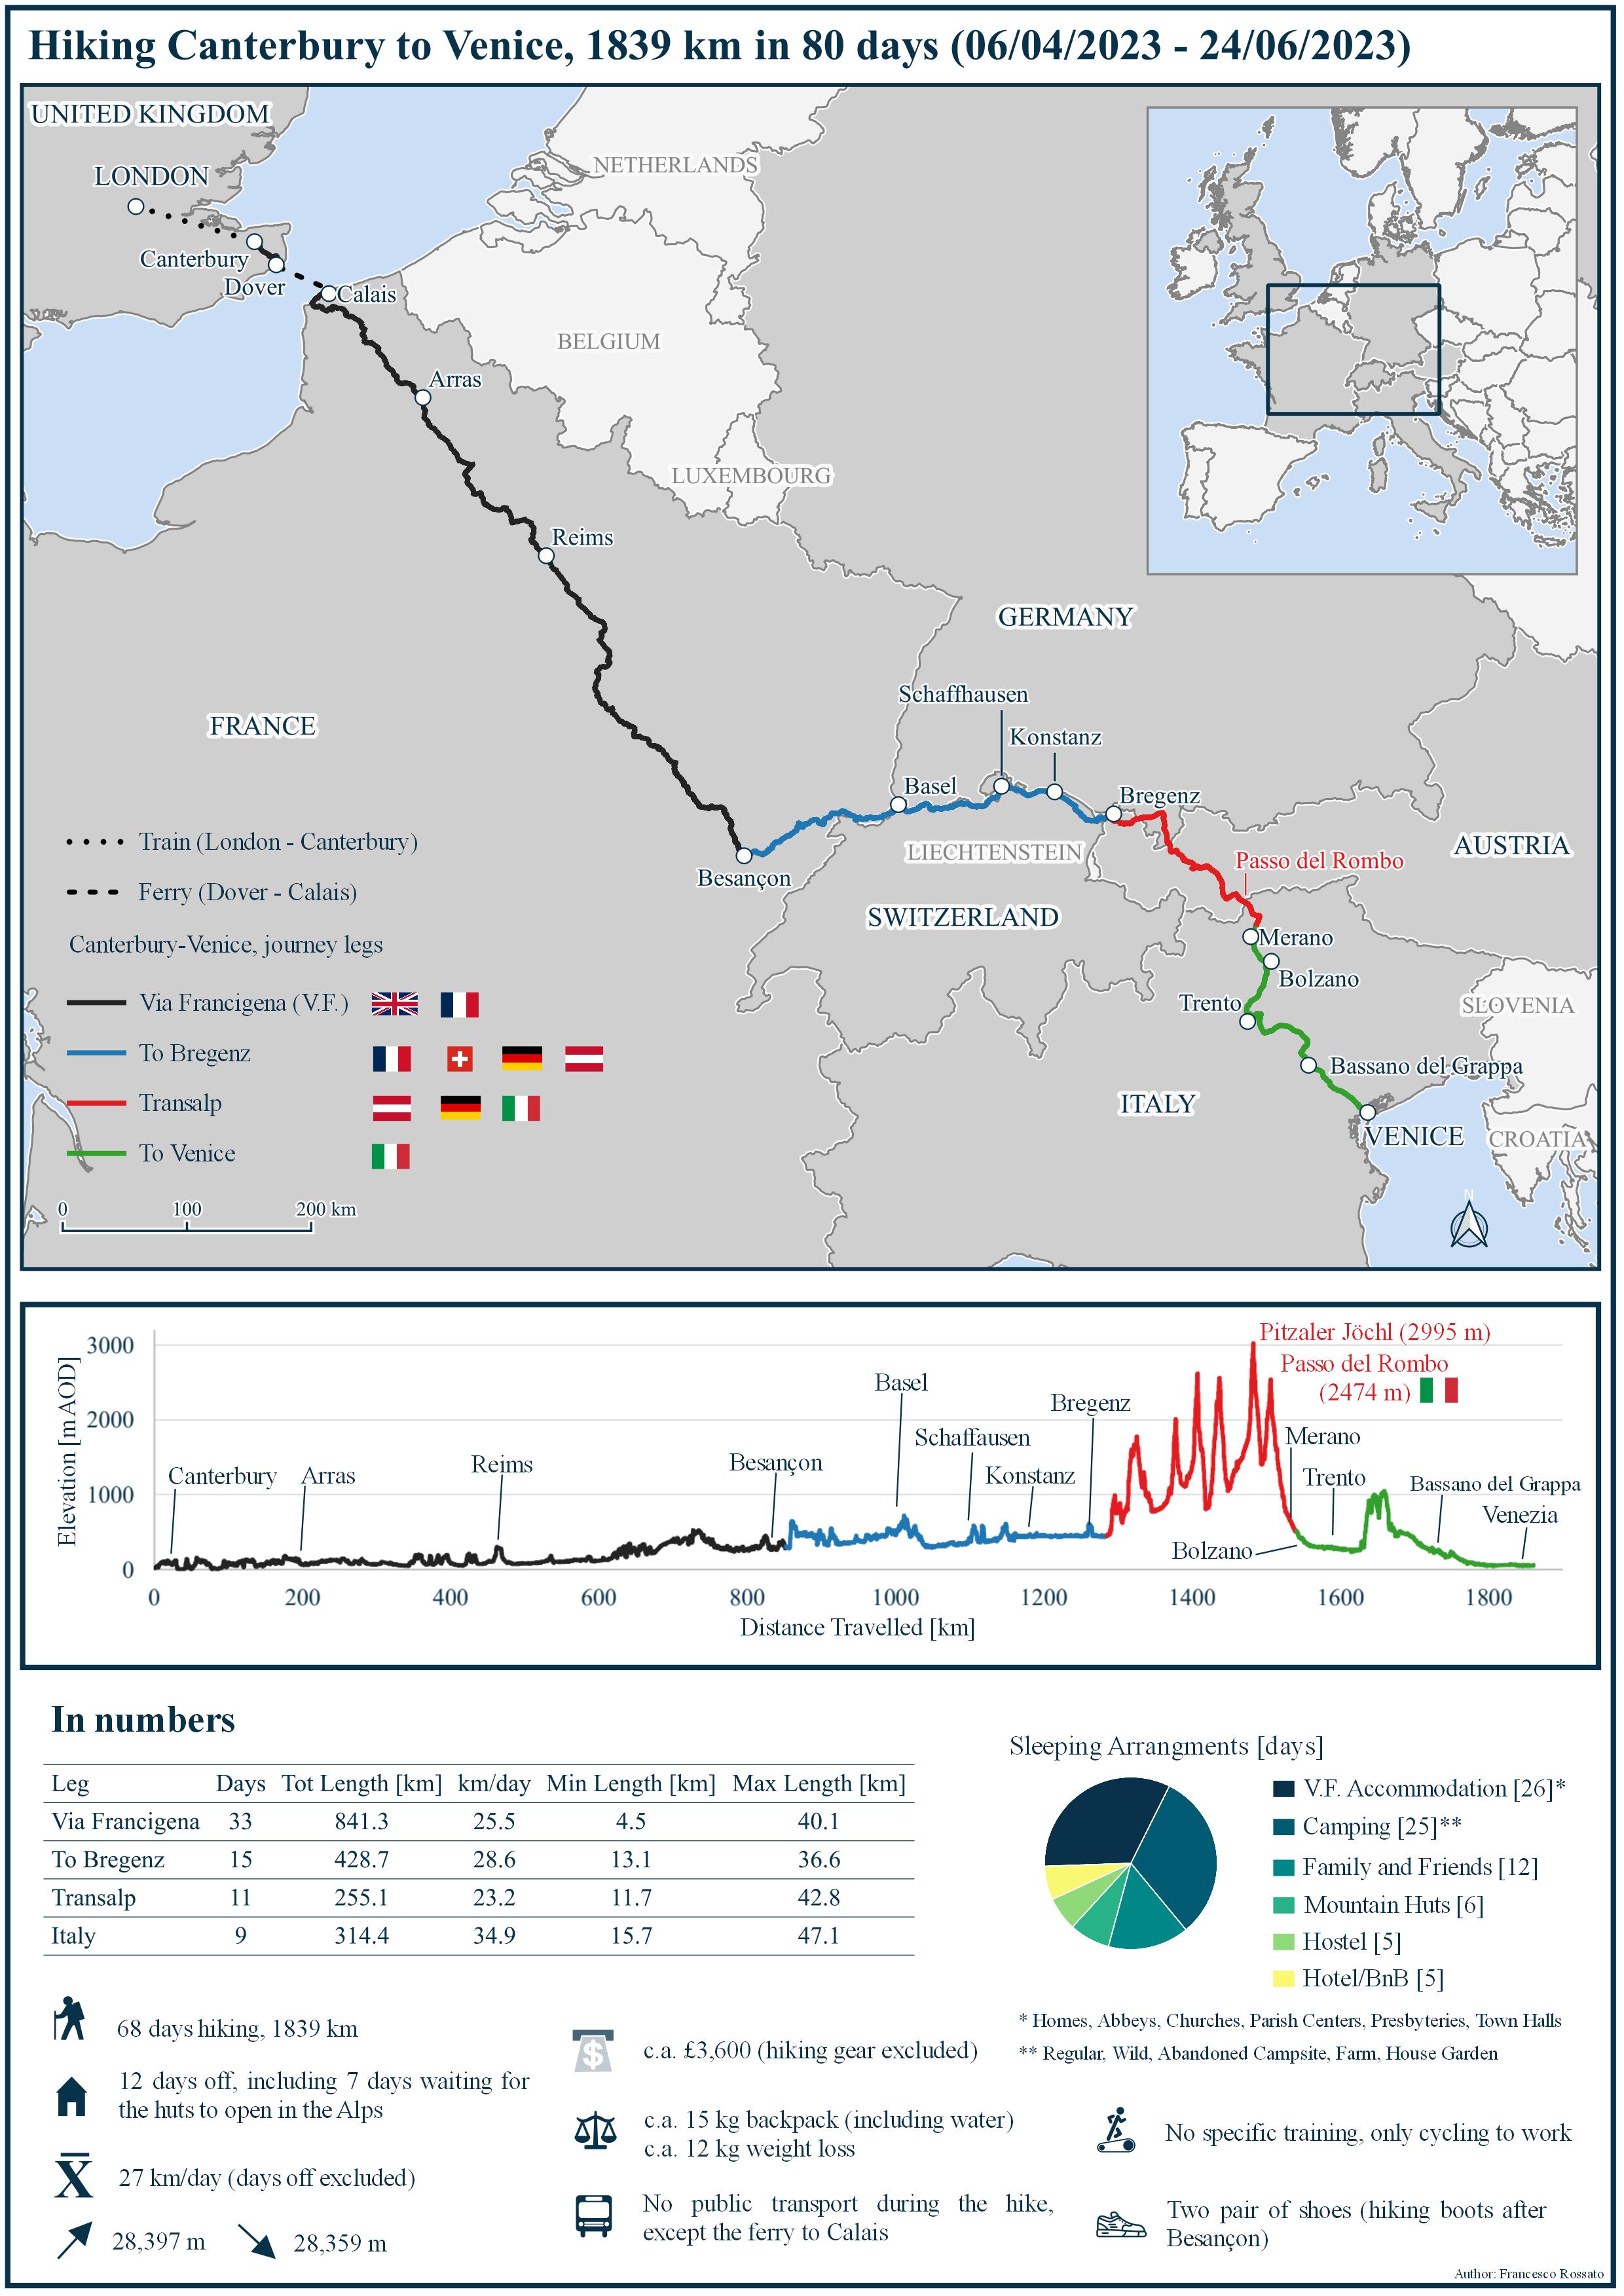 Hiking Canterbury to Venice, 1839 km in 80 days (06/04/2023 - 24/06/2023)
UNITED KINGDOM
LONDON
Canterbury
Dover
Calais
NETHERLANDS
BELGIUM
Arras
LUXEMBOURG
Reims
GERMANY
FRANCE
Schaffhausen
Konstanz
Basel
Bregenz
Besançon
LIECHTENSTEIN
SWITZERLAND
AUSTRIA
Passo del Rombo
Merano
Bolzano
Trento
SLOVENIA
Bassano del Grappa
ITALY
VENICE
CROATIA
N
Train (London - Canterbury)
Ferry (Dover - Calais)
Canterbury-Venice, journey legs
Via Francigena (V.F.)
To Bregenz
Transalp
To Venice
0 100 200 km
Elevation [m AOD]
3000
2000
1000
0
Canterbury
Arras
Reims
Besançon
Basel
Schaffausen
Konstanz
Bregenz
Pitzaler Jöchl (2995 m)
Passo del Rombo
(2474 m)
Merano
Trento
Bolzano
Bassano del Grappa
Venezia
0 200 400 600 800 1000 1200 1400 1600 1800
Distance Travelled [km]
In numbers
Leg Days Tot Length [km] km/day Min Length [km] Max Length [km]
Via Francigena 33 841.3 25.5 4.5 40.1
To Bregenz 15 428.7 28.6 13.1 36.6
Transalp 11 255.1 23.2 11.7 42.8
Italy 9 314.4 34.9 15.7 47.1
Sleeping Arrangments [days]
V.F. Accommodation [26]*
Camping [25]**
Family and Friends [12]
Mountain Huts [6]
Hostel [5]
Hotel/BnB [5]
* Homes, Abbeys, Churches, Parish Centers, Presbyteries, Town Halls
** Regular, Wild, Abandoned Campsite, Farm, House Garden
68 days hiking, 1839 km
12 days off, including 7 days waiting for
the huts to open in the Alps
X
27 km/day (days off excluded)
28,397 m
28,359 m
$
c.a. £3,600 (hiking gear excluded)
c.a. 15 kg backpack (including water)
c.a. 12 kg weight loss
No public transport during the hike,
except the ferry to Calais
No specific training, only cycling to work
Two pair of shoes (hiking boots after
Besançon)
Author: Francesco Rossato